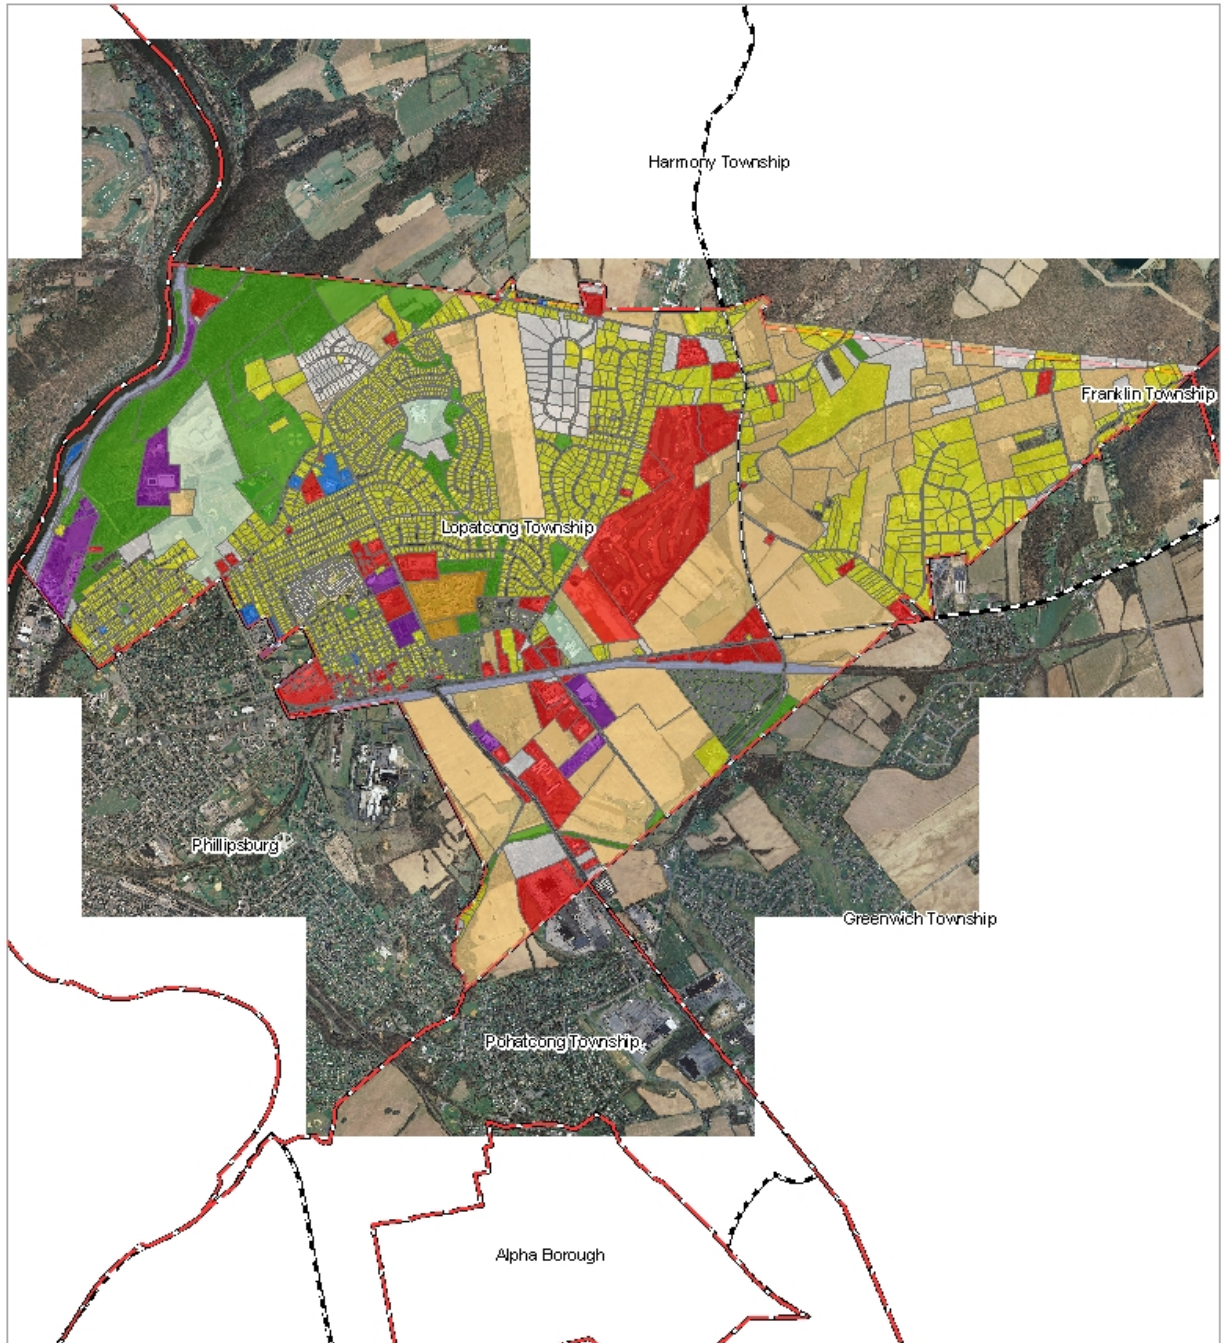 Harmony Township
Franklin Township
Lopatcong Township
Phillipsburg
Greenwich Township
Pohatcong Township
Alpha Borough